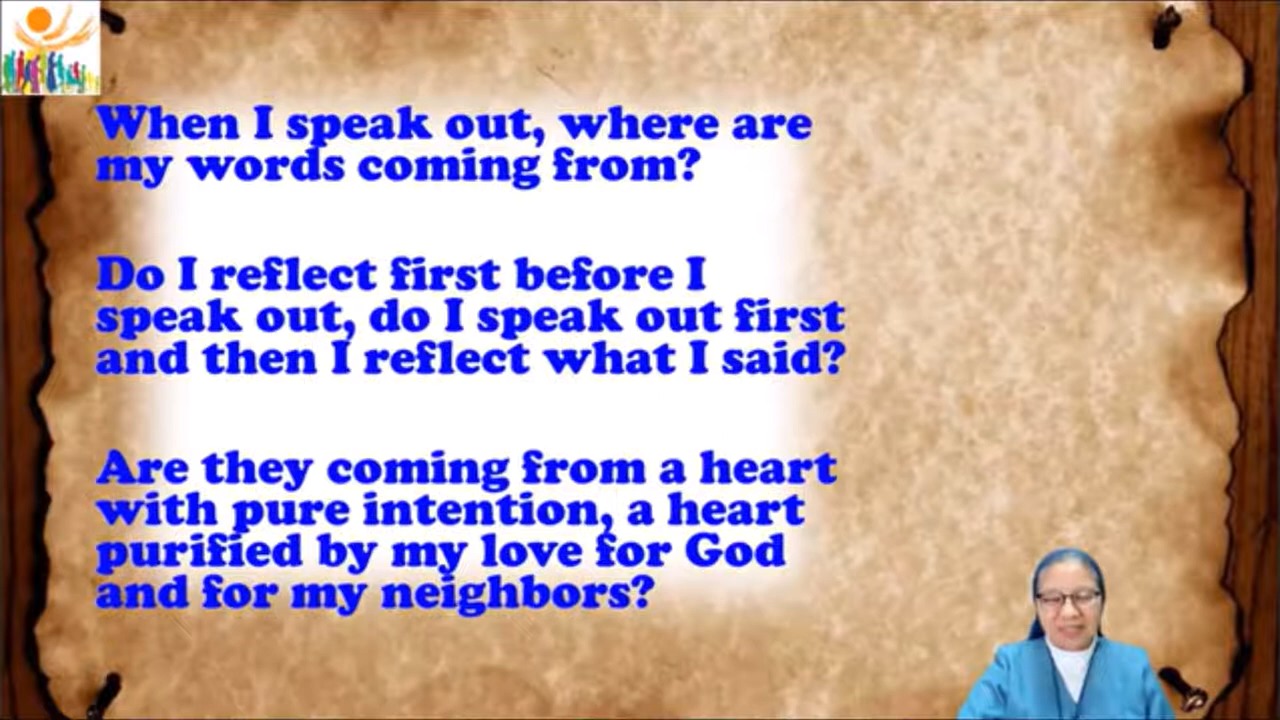 When I speak out, where are
my words coming from?
Do I reflect first before I
speak out, do I speak out first
and then I reflect what I said?
Are they coming from a heart
with pure intention, a heart
purified by my love for God
and for my neighbors?